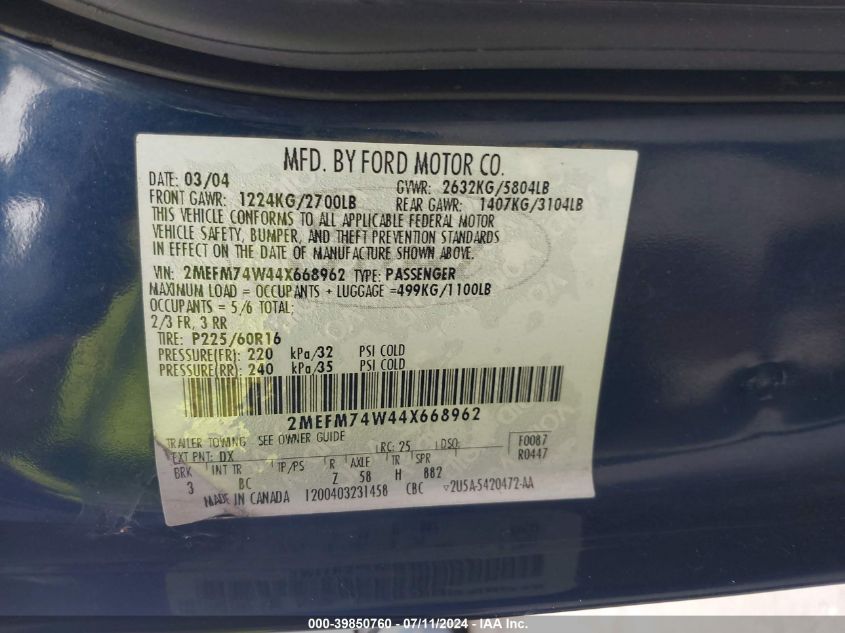 MFD. BY FORD MOTOR CO.
DATE: 03/04 GVWR: 2632KG/5804LB
FRONT GAWR: 1224KG/2700LB REAR GAWR: 1407KG/3104LB
THIS VEHICLE CONFORMS TO ALL APPLICABLE FEDERAL MOTOR
VEHICLE SAFETY, BUMPER, AND THEFT PREVENTION STANDARDS
IN EFFECT ON THE DATE OF MANUFACTURE SHOWN ABOVE.
VIN: 2MEFM74W44X668962 TYPE: PASSENGER
MAXIMUM LOAD = OCCUPANTS + LUGGAGE =499KG/1100LB
OCCUPANTS = 5/6 TOTAL:
2/3 FR, 3 RR
TIRE: P225/60R16
PRESSURE(FR): 220 kPa/32 PSI COLD
PRESSURE(RR): 240 kPa/35 PSI COLD
2MEFM74W44X668962
TRAILER TOWING SEE OWNER GUIDE
EXT PNT: DX RC: 25 DSO: F0087
R0447
BRK INT TR TP/PS R AXLE TR SPR
3 BC Z 58 H 882
MADE IN CANADA 1200403231458 CBC ▽2U5A-5420472-AA
000-39850760 - 07/11/2024 - IAA Inc.